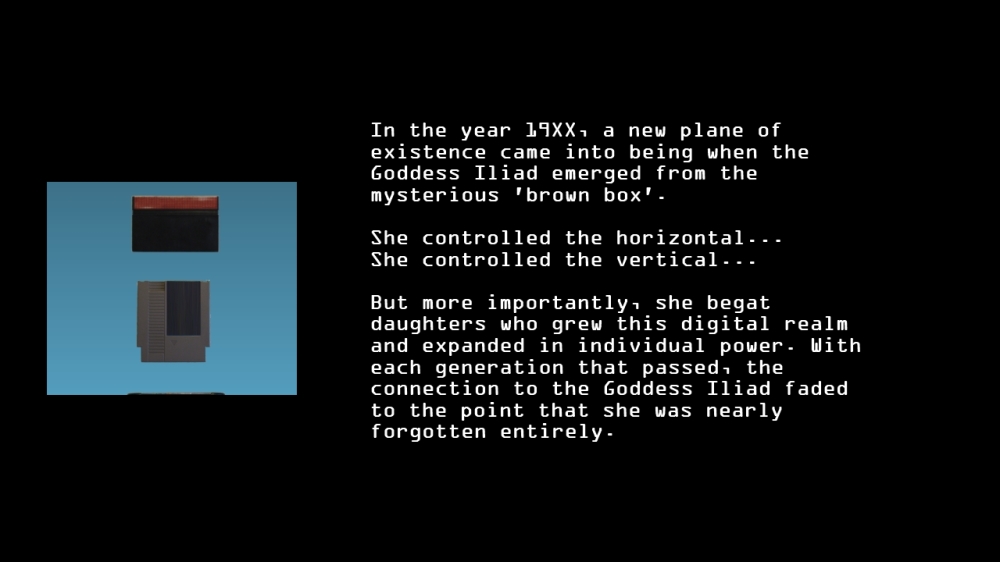 In the year 19XX, a new plane of
existence came into being when the
Goddess Iliad emerged from the
mysterious 'brown box'.
She controlled the horizontal...
She controlled the vertical...
But more importantly, she begat
daughters who grew this digital realm
and expanded in individual power. With
each generation that passed, the
connection to the Goddess Iliad faded
to the point that she was nearly
forgotten entirely.